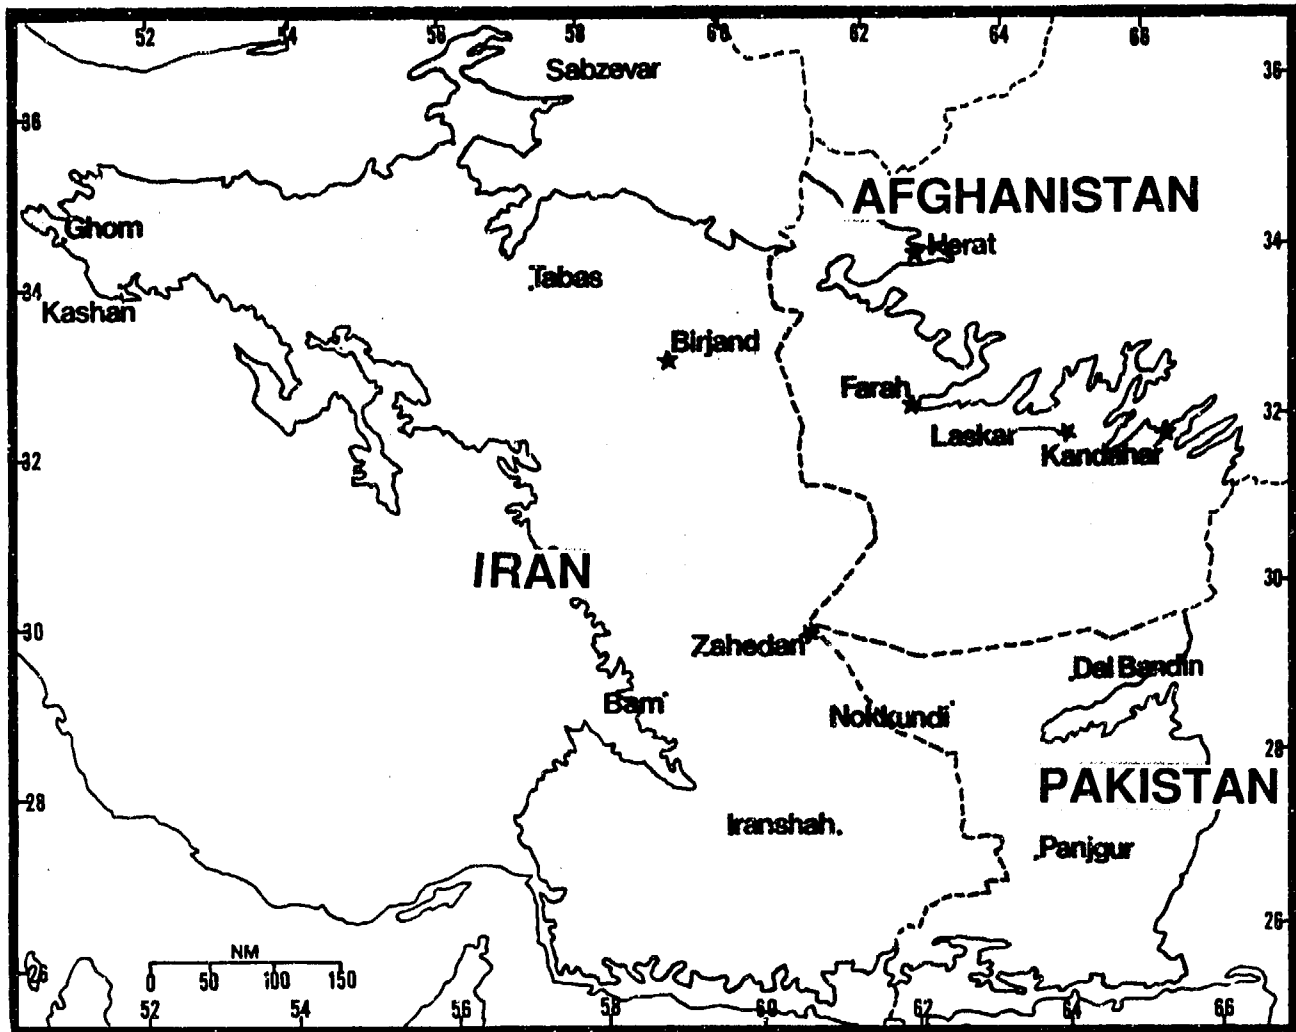 52 54 56 58 60 62 64 66
Sabzevar
36
36
AFGHANISTAN
Ghom
Herat
34
Tabas
34
Kashan
Birjand
Farah
32
Laskar
Kandahar
32
IRAN
30
30
Zahedan
Dal Bandin
Bam
Nokkundi
28
PAKISTAN
28
Iranshah.
Panjgur
26
NM
26
0 50 100 150
52 54 56 58 60 62 64 66